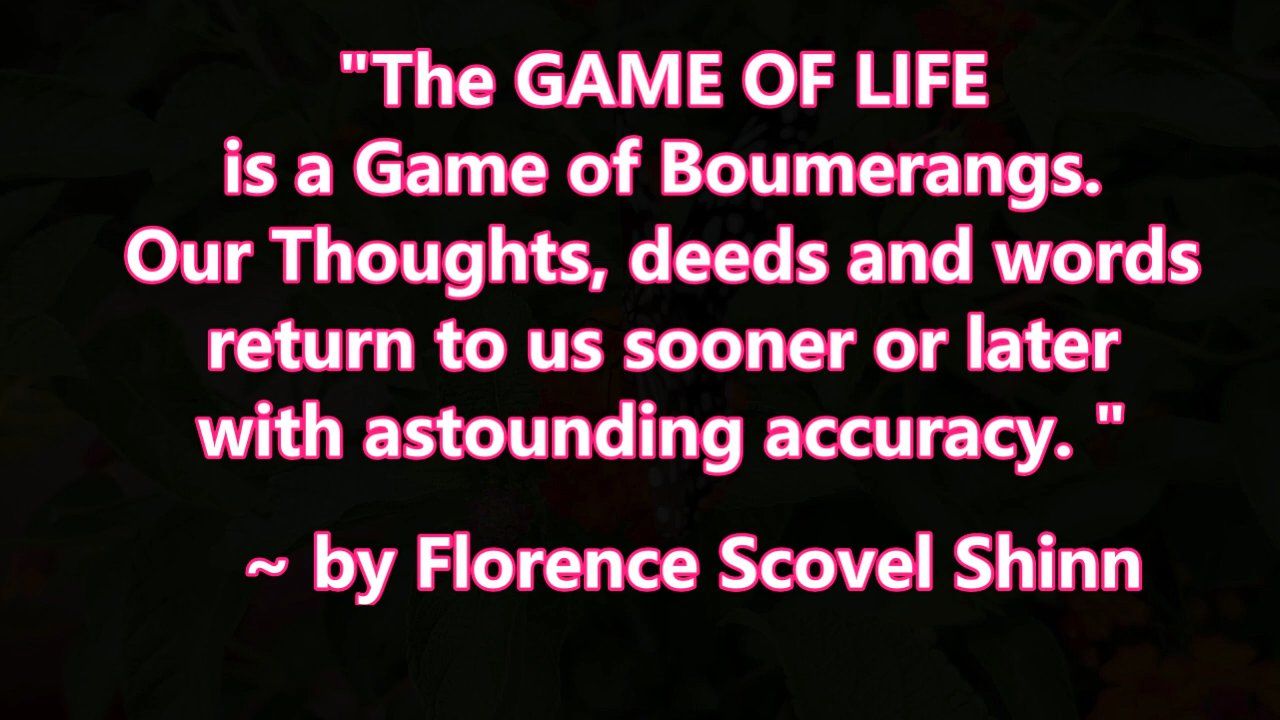 "The GAME OF LIFE
is a Game of Boumerangs.
Our Thoughts, deeds and words
return to us sooner or later
with astounding accuracy. "
~ by Florence Scovel Shinn